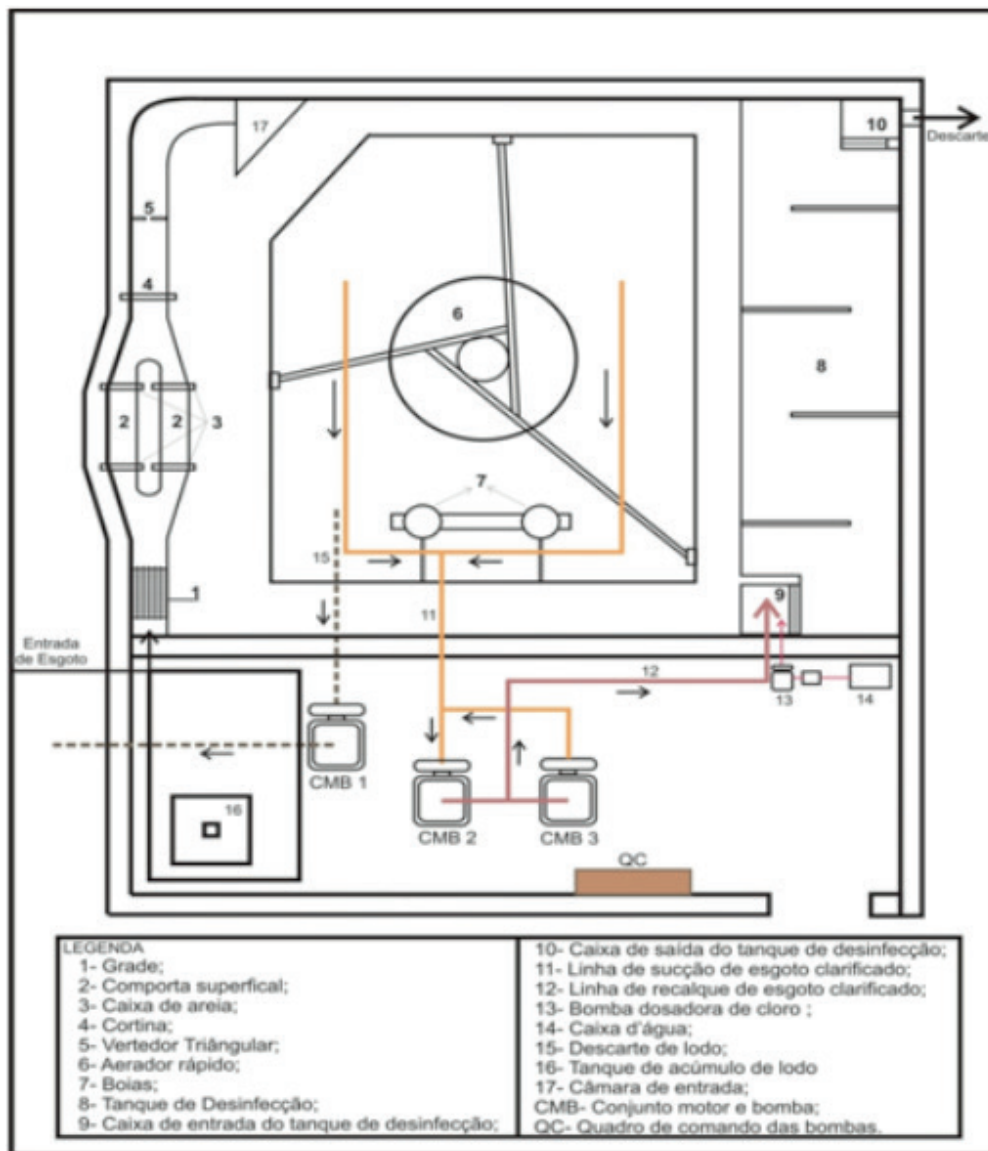 17
10
Descarte
5
4
6
8
2
2
3
7
15
1
11
9
Entrada
de Esgoto
12
13
14
CMB 1
16
CMB 2
CMB 3
QC
LEGENDA
1- Grade;
2- Comporta superfical;
3- Caixa de areia;
4- Cortina;
5- Vertedor Triângular;
6- Aerador rápido;
7- Boias;
8- Tanque de Desinfecção;
9- Caixa de entrada do tanque de desinfecção;
10- Caixa de saída do tanque de desinfecção;
11- Linha de sucção de esgoto clarificado;
12- Linha de recalque de esgoto clarificado;
13- Bomba dosadora de cloro ;
14- Caixa d'água;
15- Descarte de lodo;
16- Tanque de acúmulo de lodo
17- Câmara de entrada;
CMB- Conjunto motor e bomba;
QC- Quadro de comando das bombas.